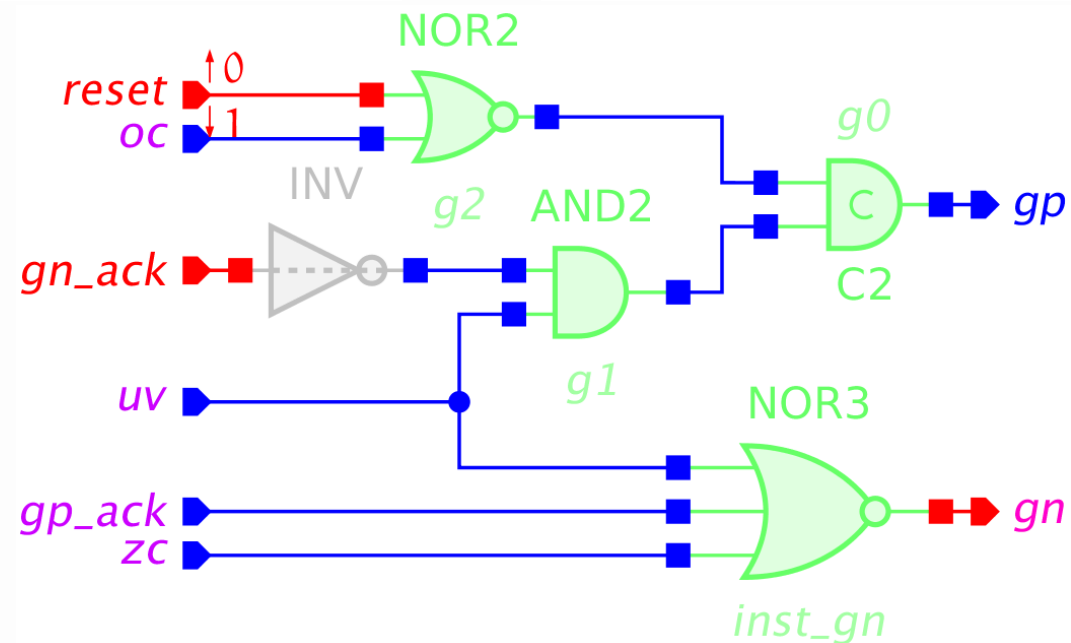 NOR2
reset
0
1
oc
g0
INV
g2
AND2
C
gp
gn_ack
C2
g1
uv
NOR3
gp_ack
gn
zc
inst_gn